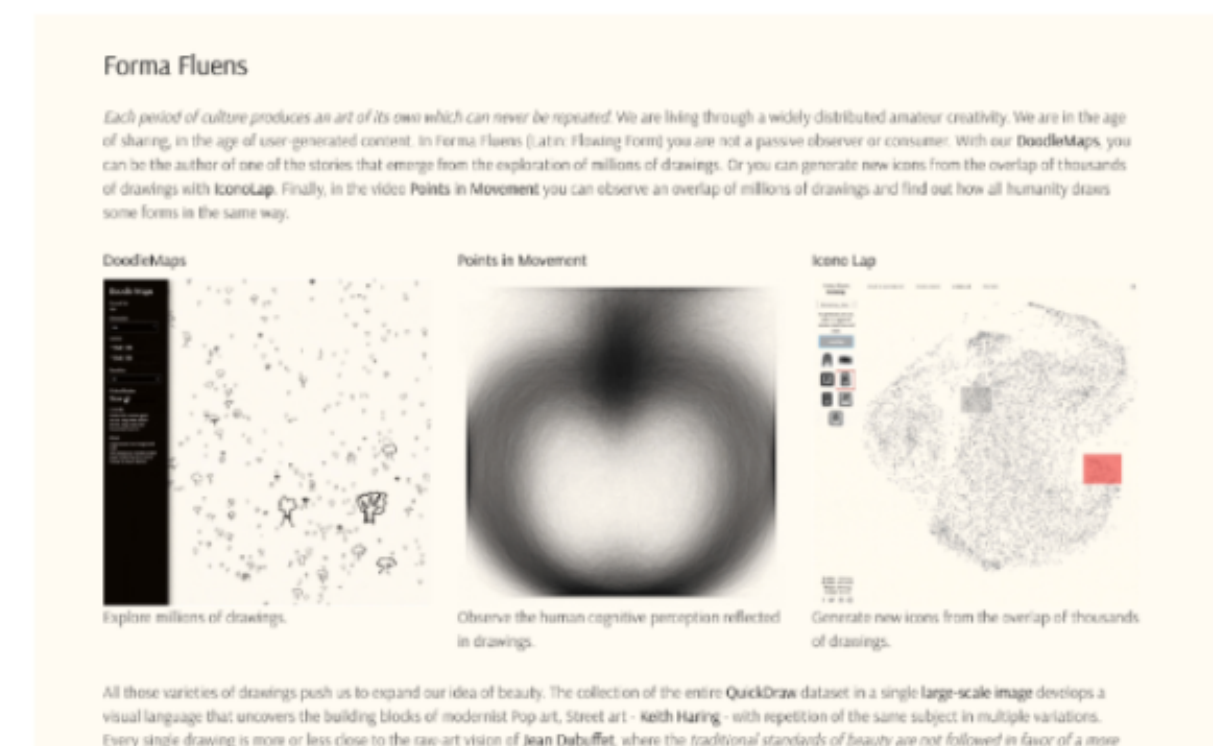 Forma Fluens
Each period of culture produces an art of its own which can never be repeated. We are living through a widely distributed amateur creativity. We are in the age
of sharing, in the age of user-generated content. In Forma Fluens (Latin: Flowing Form) you are not a passive observer or consumer. With our DoodleMaps, you
can be the author of one of the stories that emerge from the exploration of millions of drawings. Or you can generate new icons from the overlap of thousands
of drawings with IconoLap. Finally, in the video Points in Movement you can observe an overlap of millions of drawings and find out how all humanity draws
some forms in the same way.
DoodleMaps
Points in Movement
Icono Lap
Doodle Maps
Explore millions of drawings.
Observe the human cognitive perception reflected
in drawings.
Generate new icons from the overlap of thousands
of drawings.
All those varieties of drawings push us to expand our idea of beauty. The collection of the entire QuickDraw dataset in a single large-scale image develops a
visual language that uncovers the building blocks of modernist Pop art, Street art - Keith Haring - with repetition of the same subject in multiple variations.
Every single drawing is more or less close to the raw-art vision of Jean Dubuffet, where the traditional standards of beauty are not followed in favor of a more